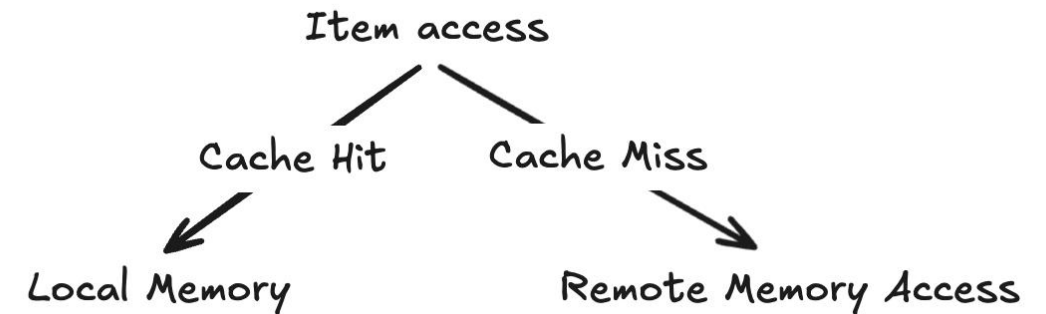 Item access
Cache Hit
Cache Miss
Local Memory
Remote Memory Access